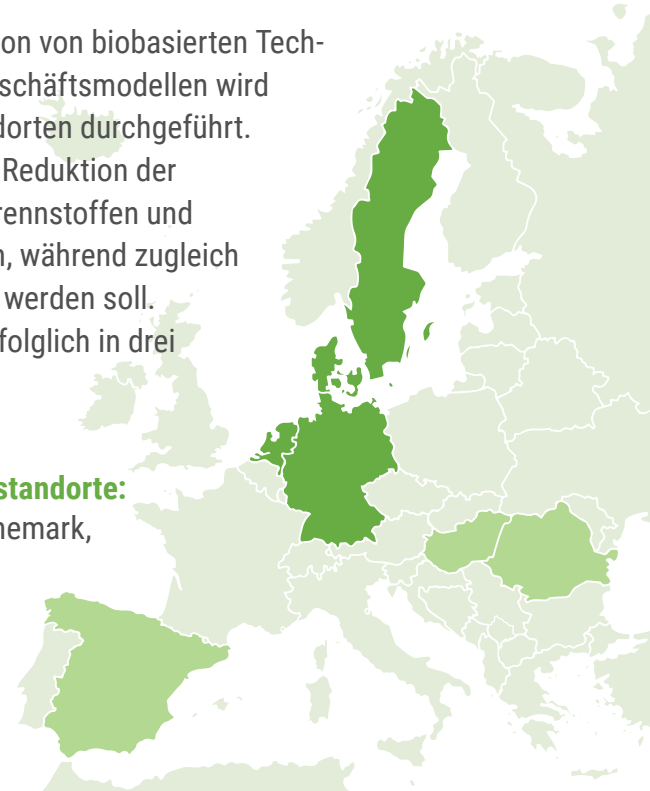 on von biobasierten Tech-
schäftsmodellen wird
dorten durchgeführt.
Reduktion der
rennstoffen und
n, während zugleich
werden soll.
folglich in drei
standorte:
nemark,